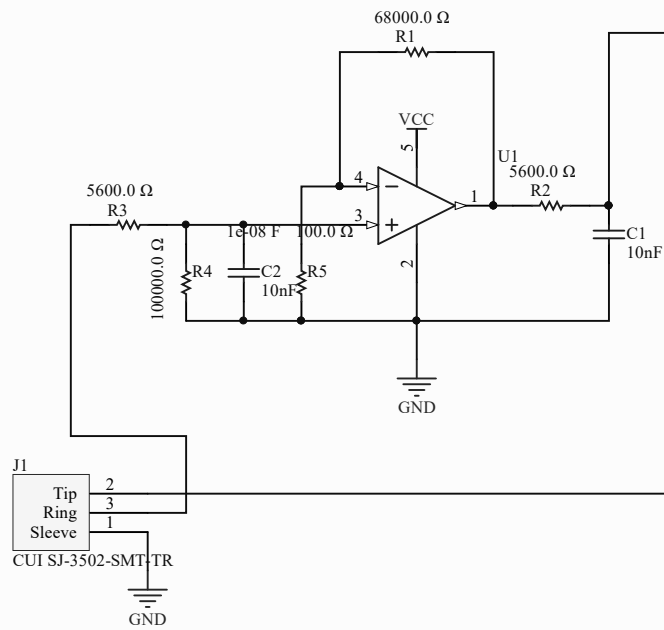 68000.0 Ω
R1
VCC
5
U1
5600.0 Ω
R2
4
1
5600.0 Ω
R3
3
1e-08 F
100.0 Ω
C1
10nF
100000.0 Ω
R4
C2
10nF
R5
2
GND
J1
Tip
2
Ring
3
Sleeve
1
CUI SJ-3502-SMT-TR
GND